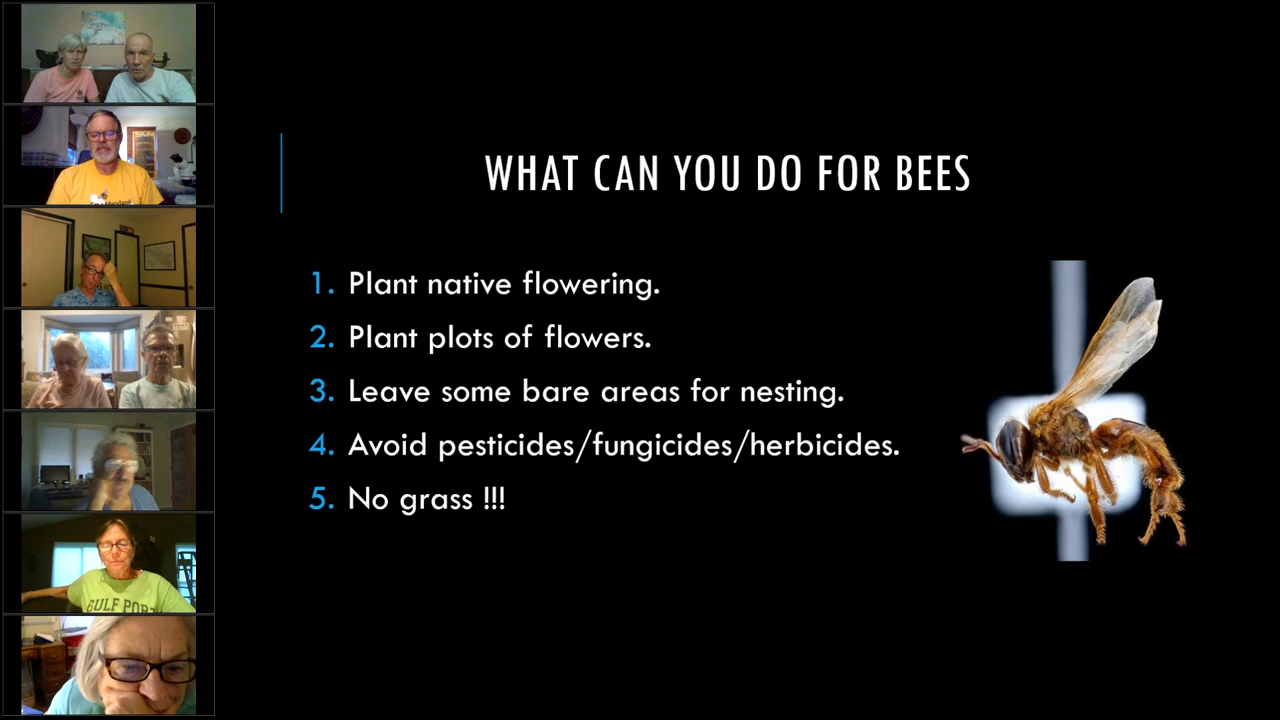 WHAT CAN YOU DO FOR BEES
1. Plant native flowering.
2. Plant plots of flowers.
3. Leave some bare areas for nesting.
4. Avoid pesticides/fungicides/herbicides.
5. No grass !!!
GULF PORT